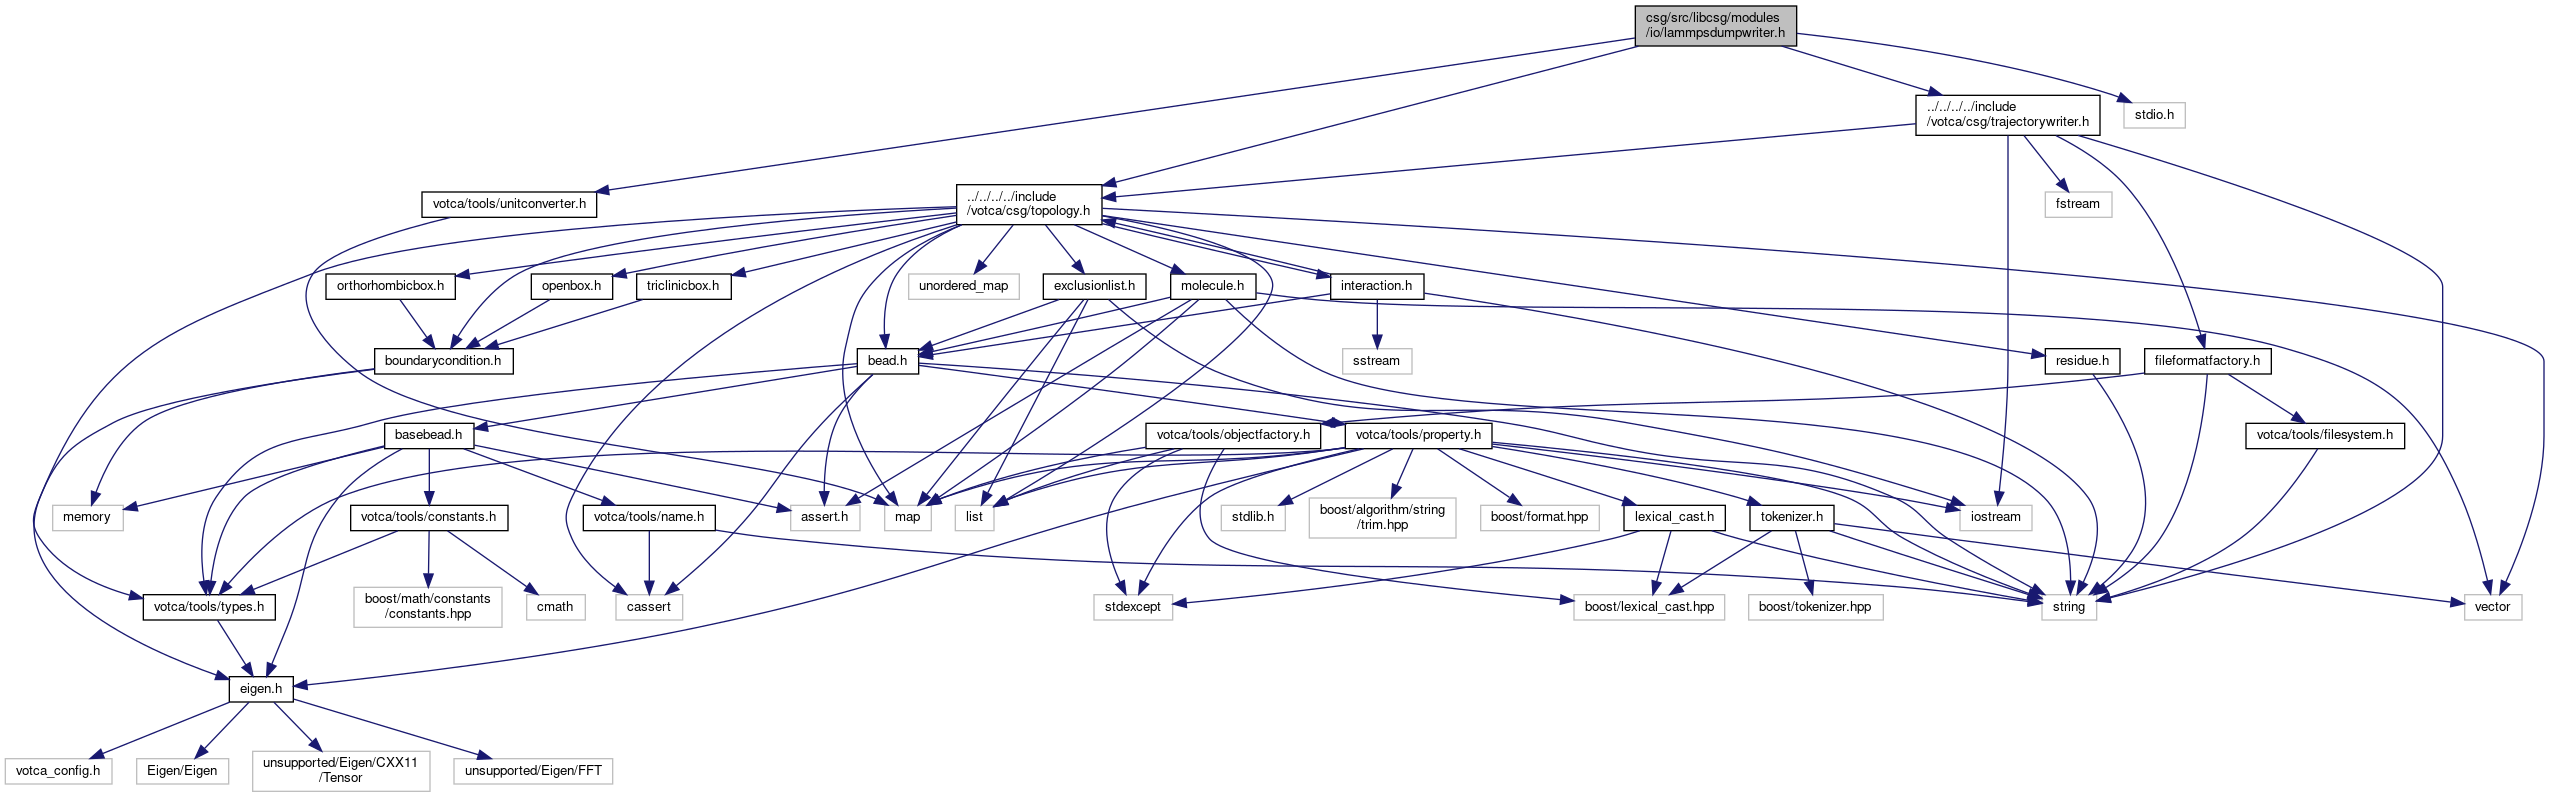 csg/src/libcsg/modules
/io/lammpsdumpwriter.h
../../../../include
/votca/csg/trajectorywriter.h
stdio.h
votca/tools/unitconverter.h
../../../../include
/votca/csg/topology.h
fstream
orthorhombicbox.h
openbox.h
triclinicbox.h
unordered_map
exclusionlist.h
molecule.h
interaction.h
boundarycondition.h
bead.h
sstream
residue.h
fileformatfactory.h
basebead.h
votca/tools/objectfactory.h
votca/tools/property.h
votca/tools/filesystem.h
memory
votca/tools/constants.h
votca/tools/name.h
assert.h
map
list
stdlib.h
boost/algorithm/string
/trim.hpp
boost/format.hpp
lexical_cast.h
tokenizer.h
iostream
votca/tools/types.h
boost/math/constants
/constants.hpp
cmath
cassert
stdexcept
boost/lexical_cast.hpp
boost/tokenizer.hpp
string
vector
eigen.h
votca_config.h
Eigen/Eigen
unsupported/Eigen/CXX11
/Tensor
unsupported/Eigen/FFT